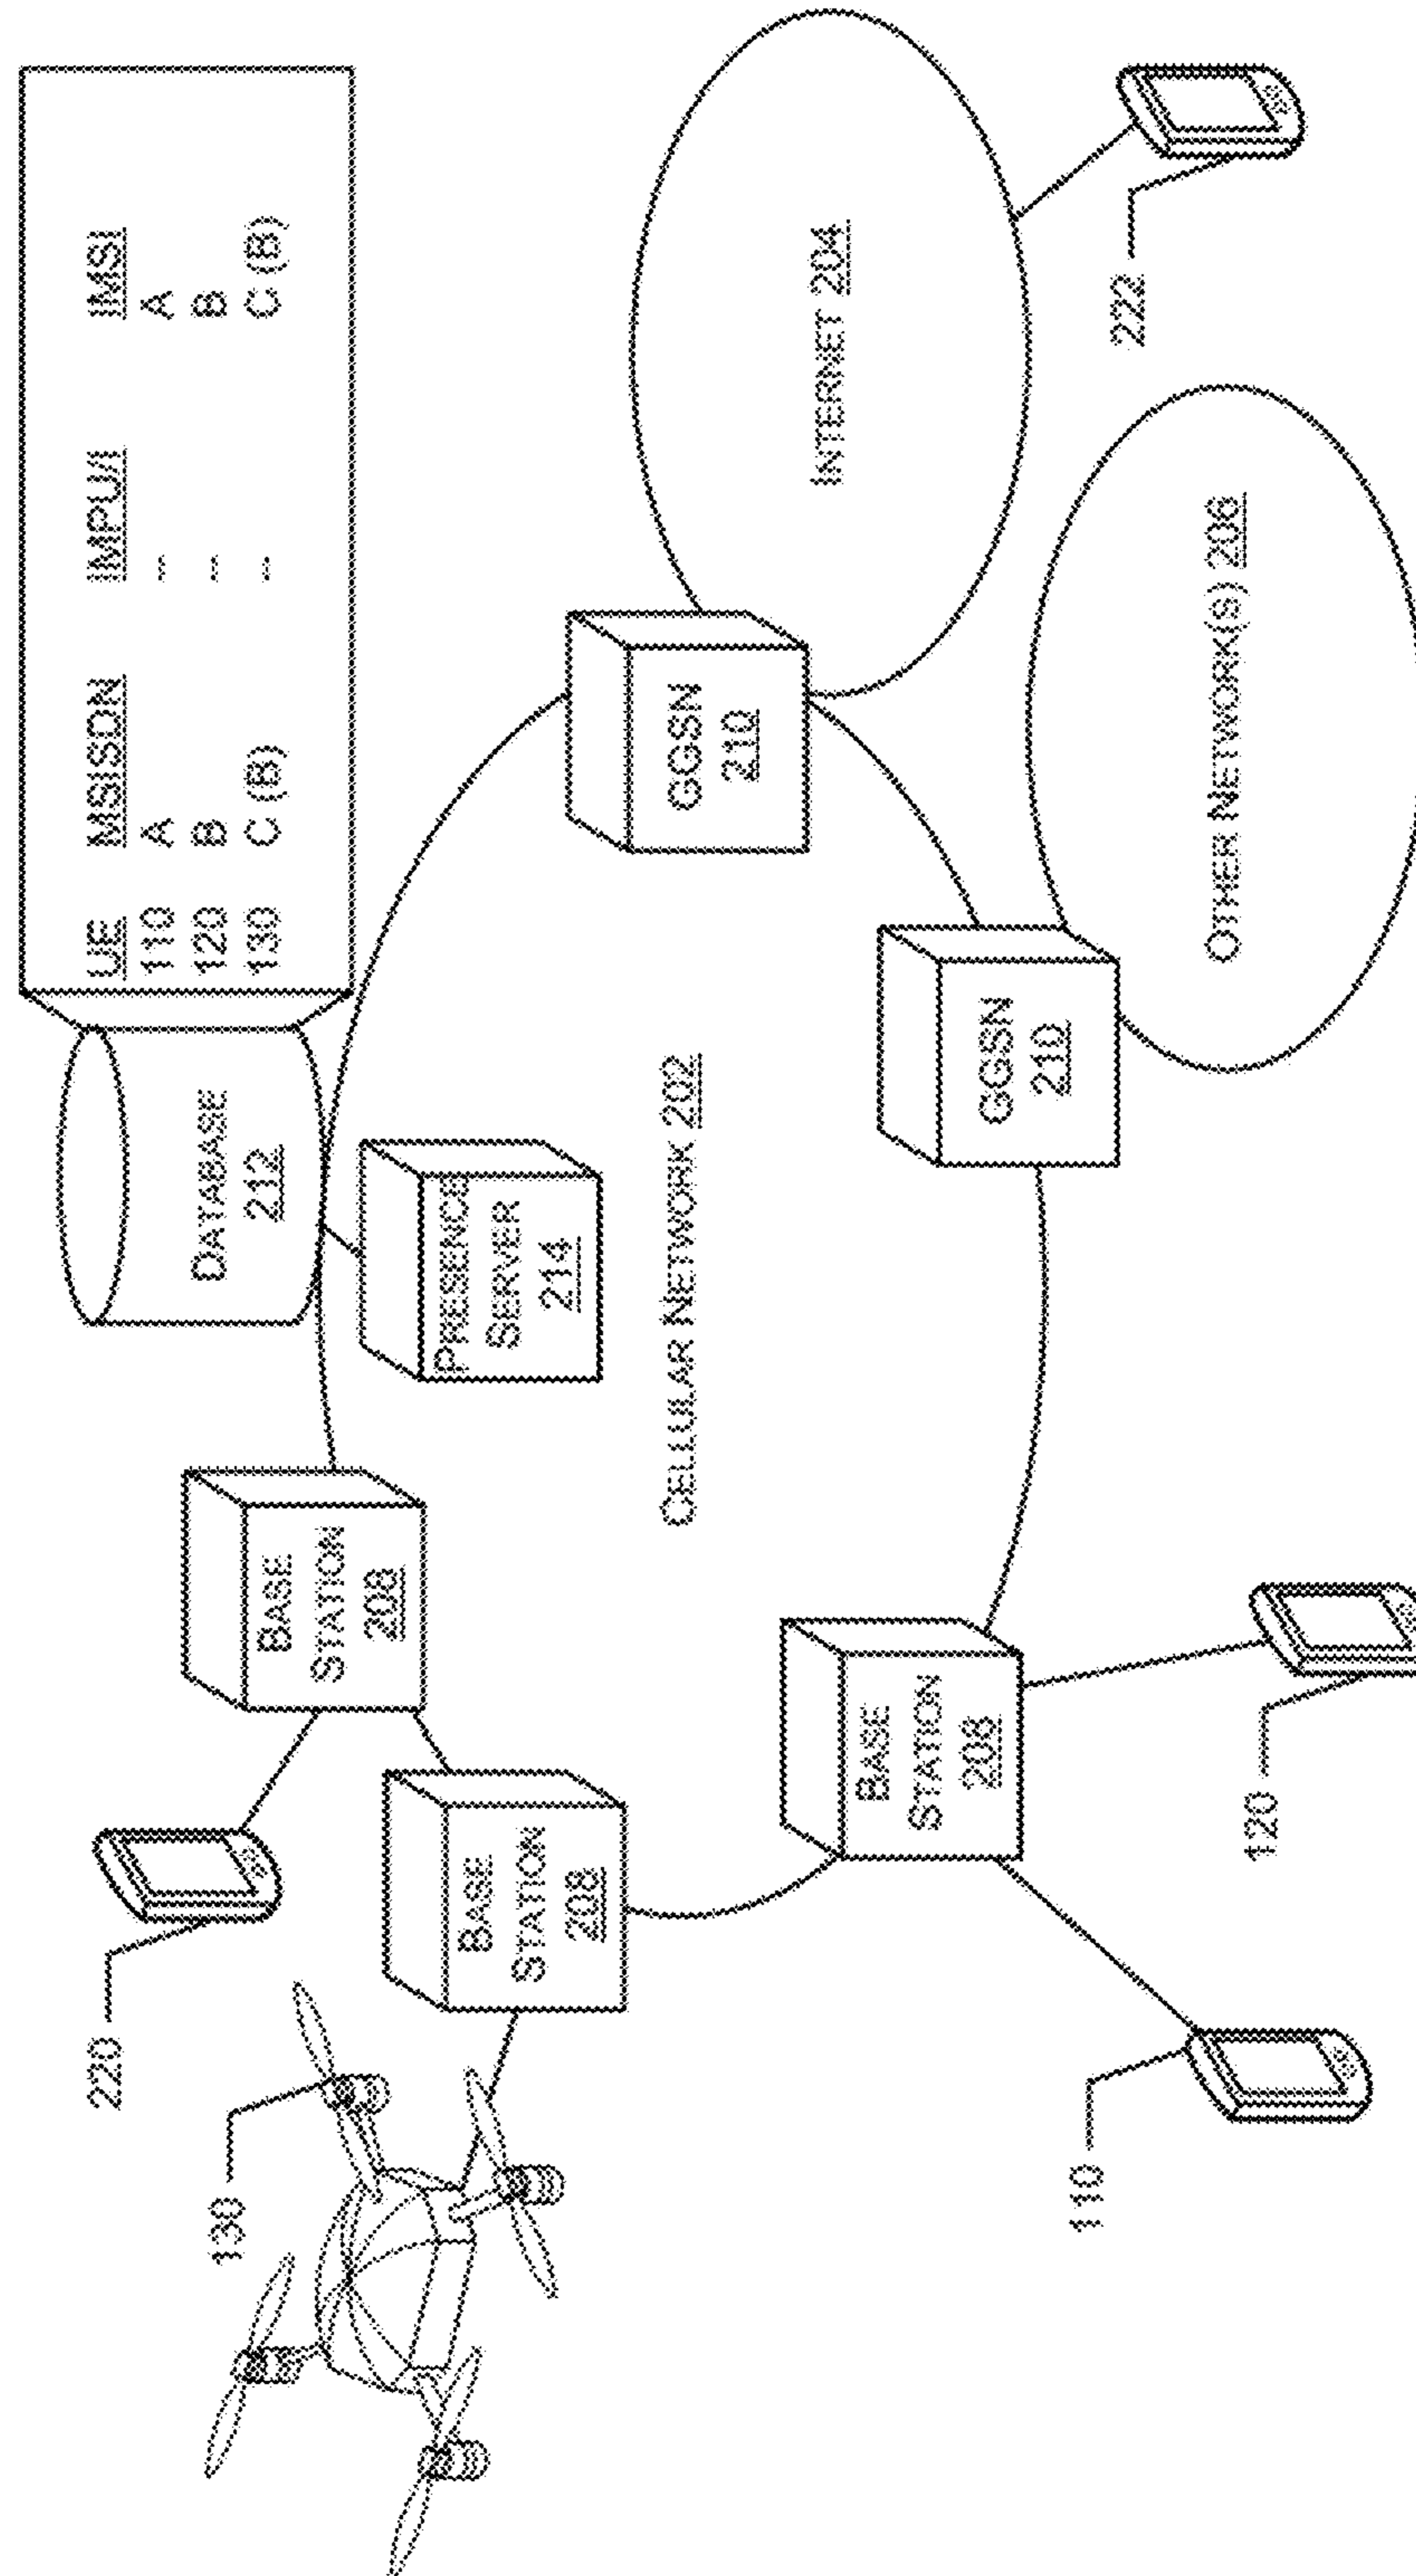 UE MSISDN IMPU/I IMSI
110 A -- A
120 B -- B
130 C (B) -- C (B)
DATABASE
212
220
130
BASE
STATION
208
PRESENCE
SERVER
214
BASE
STATION
208
CELLULAR NETWORK 202
GGSN
210
INTERNET 204
BASE
STATION
208
GGSN
210
OTHER NETWORK(S) 206
222
110
120